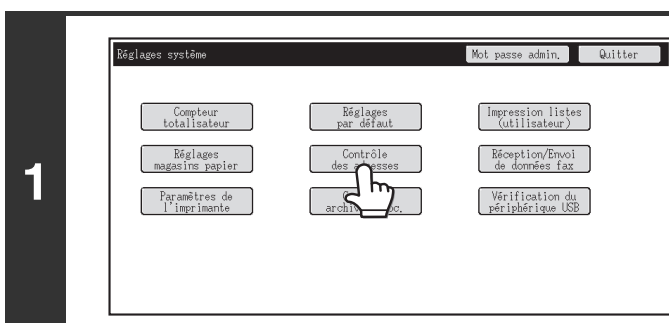 1
Réglages système
Mot passe admin.
Quitter
Compteur
totalisateur
Réglages
par défaut
Impression listes
(utilisateur)
Réglages
magasins papier
Contrôle
des adresses
Réception/Envoi
de données fax
Paramètres de
l'imprimante
Vérification du
périphérique USB